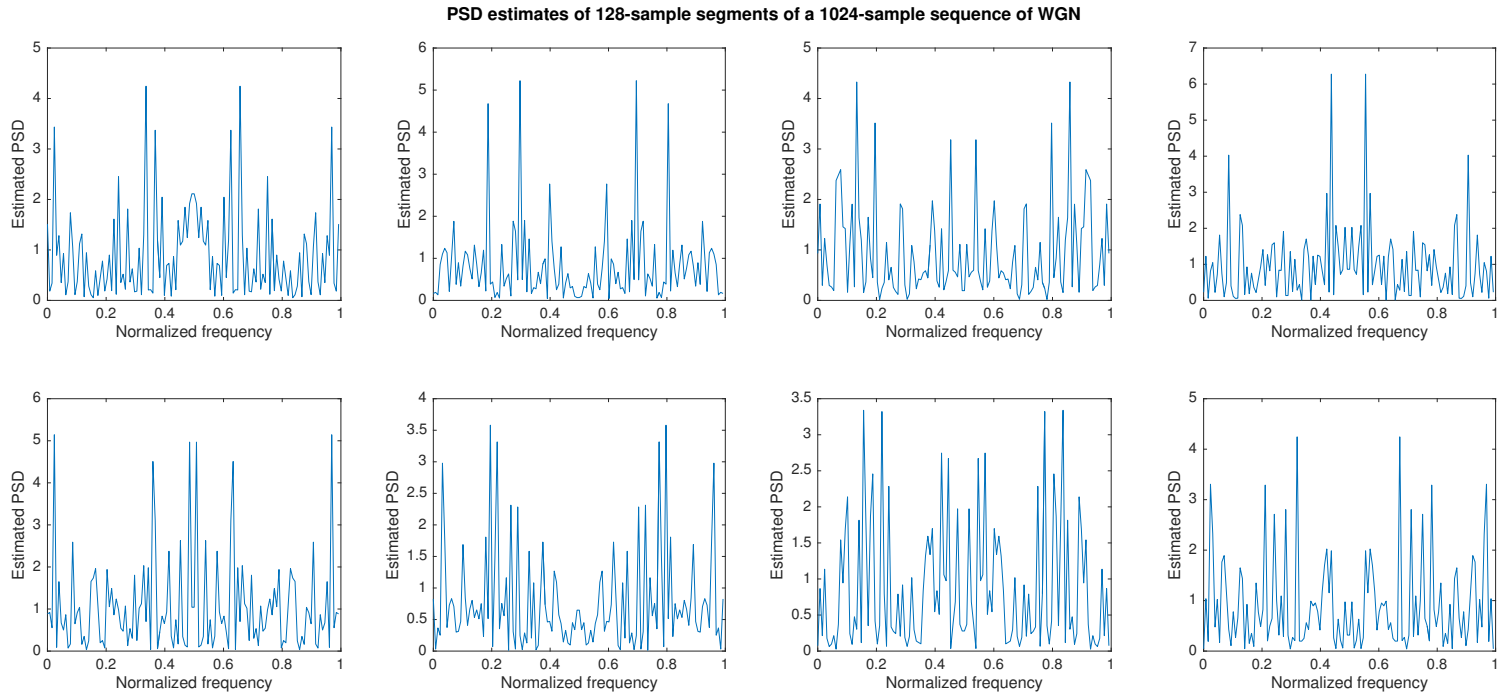 PSD estimates of 128-sample segments of a 1024-sample sequence of WGN
5
4
3
2
1
0
Estimated PSD
0 0.2 0.4 0.6 0.8 1
Normalized frequency
6
5
4
3
2
1
0
Estimated PSD
0 0.2 0.4 0.6 0.8 1
Normalized frequency
5
4
3
2
1
0
Estimated PSD
0 0.2 0.4 0.6 0.8 1
Normalized frequency
7
6
5
4
3
2
1
0
Estimated PSD
0 0.2 0.4 0.6 0.8 1
Normalized frequency
6
5
4
3
2
1
0
Estimated PSD
0 0.2 0.4 0.6 0.8 1
Normalized frequency
4
3.5
3
2.5
2
1.5
1
0.5
0
Estimated PSD
0 0.2 0.4 0.6 0.8 1
Normalized frequency
3.5
3
2.5
2
1.5
1
0.5
0
Estimated PSD
0 0.2 0.4 0.6 0.8 1
Normalized frequency
5
4
3
2
1
0
Estimated PSD
0 0.2 0.4 0.6 0.8 1
Normalized frequency